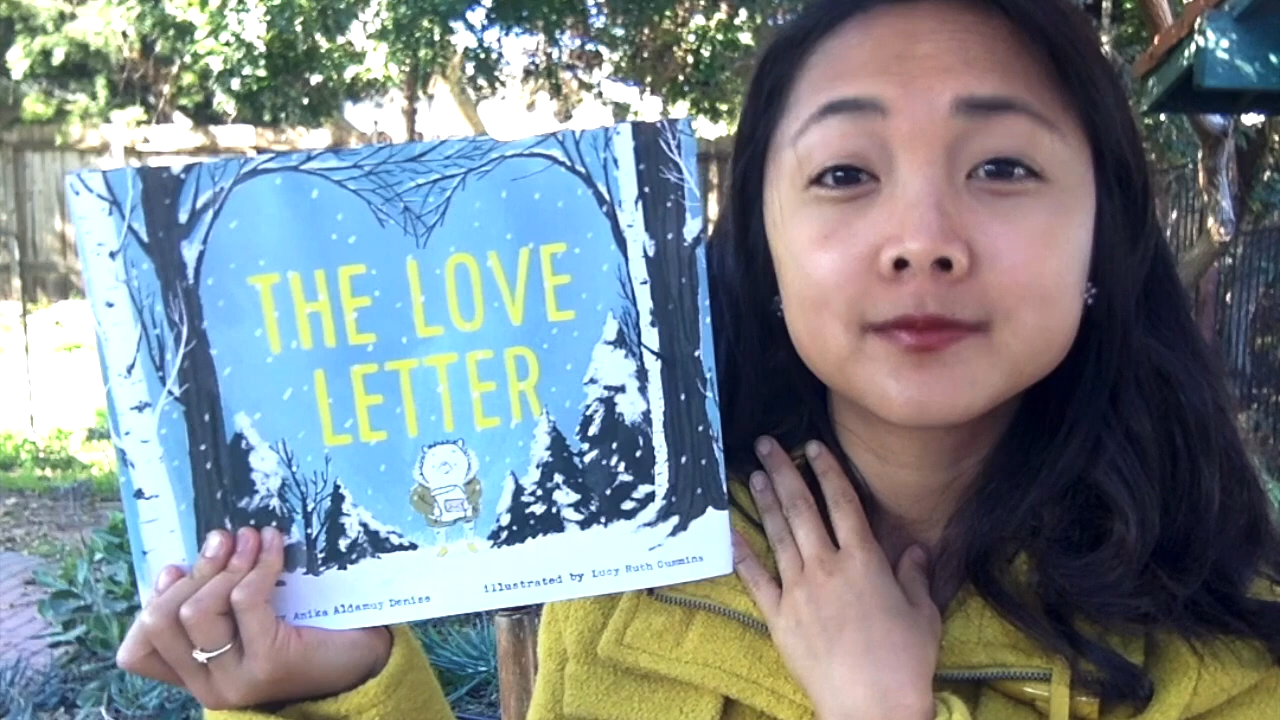 THE LOVE
LETTER
Anika Aldamuy Denise
illustrated by Lucy Ruth Cummins